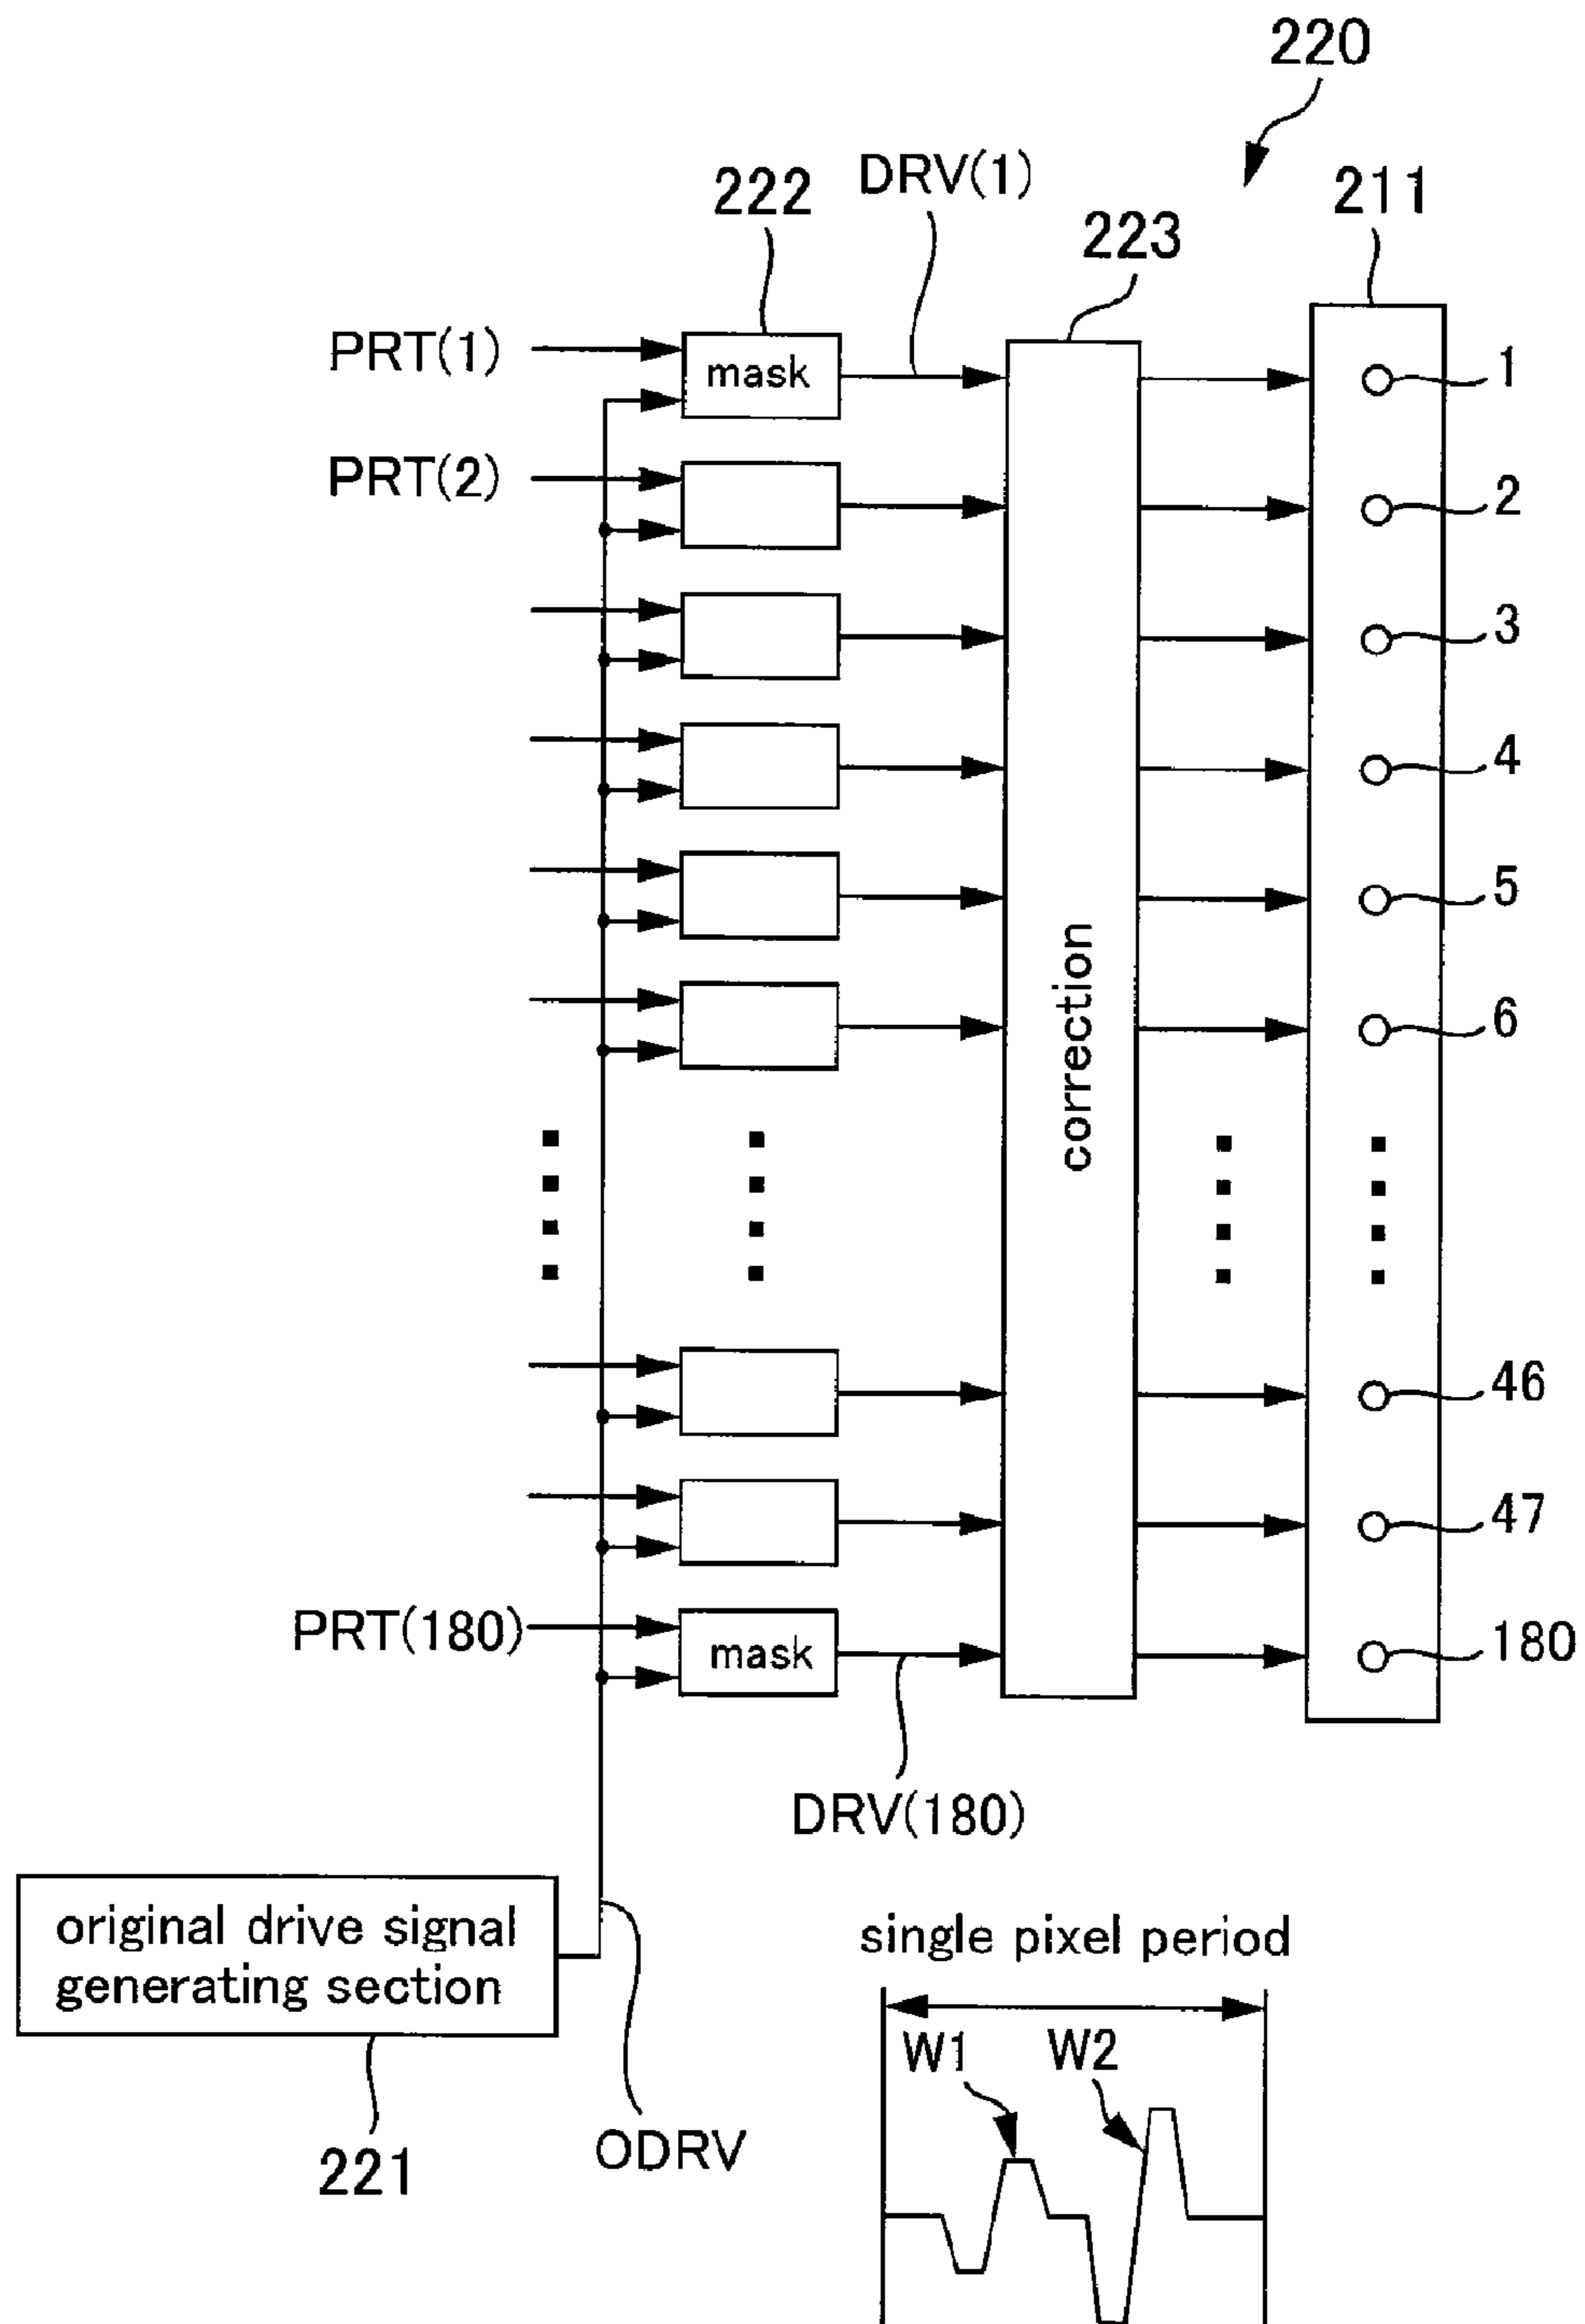 220
222
DRV(1)
223
211
PRT(1)
mask
1
PRT(2)
2
3
4
5
correction
6
46
47
PRT(180)
mask
180
DRV(180)
original drive signal
generating section
221
ODRV
single pixel period
W1
W2